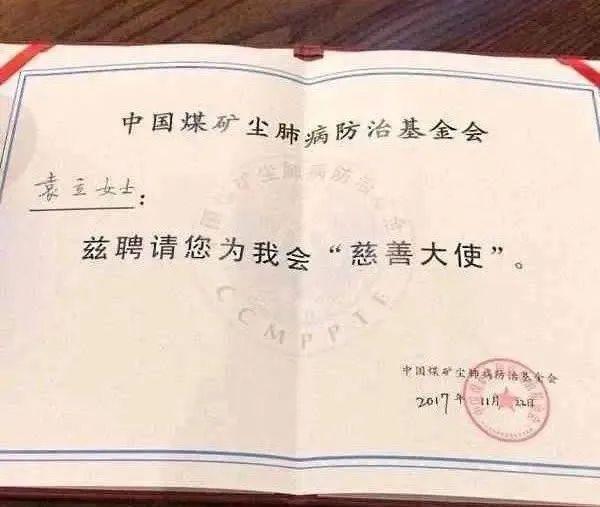 中国煤矿尘肺病防治基金会
袁立女士：
兹聘请您为我会“慈善大使”。
CCMPPTF
中国煤矿尘肺病防治基金会
2017年11月22日